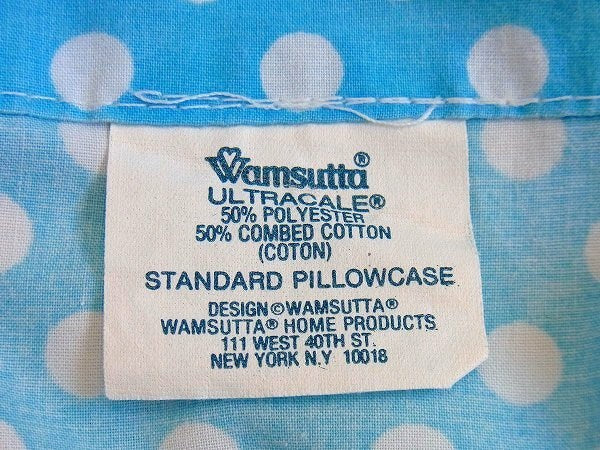 Wamsutta®
ULTRACALE®
50% POLYESTER
50% COMBED COTTON
(COTON)
STANDARD PILLOWCASE
DESIGN©WAMSUTTA®
WAMSUTTA® HOME PRODUCTS
111 WEST 40TH ST.
NEW YORK N.Y 10018